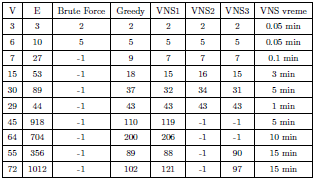 V E Brute Force Greedy VNS1 VNS2 VNS3 VNS vreme
3 3 2 2 2 2 2 0.05 min
6 10 5 5 5 5 5 0.05 min
7 27 -1 9 7 7 7 0.1 min
15 53 -1 18 15 16 15 3 min
30 89 -1 37 32 34 31 5 min
29 44 -1 43 43 43 43 1 min
45 918 -1 110 119 -1 -1 5 min
64 704 -1 200 206 -1 -1 10 min
55 356 -1 89 88 -1 90 15 min
72 1012 -1 102 121 -1 97 15 min